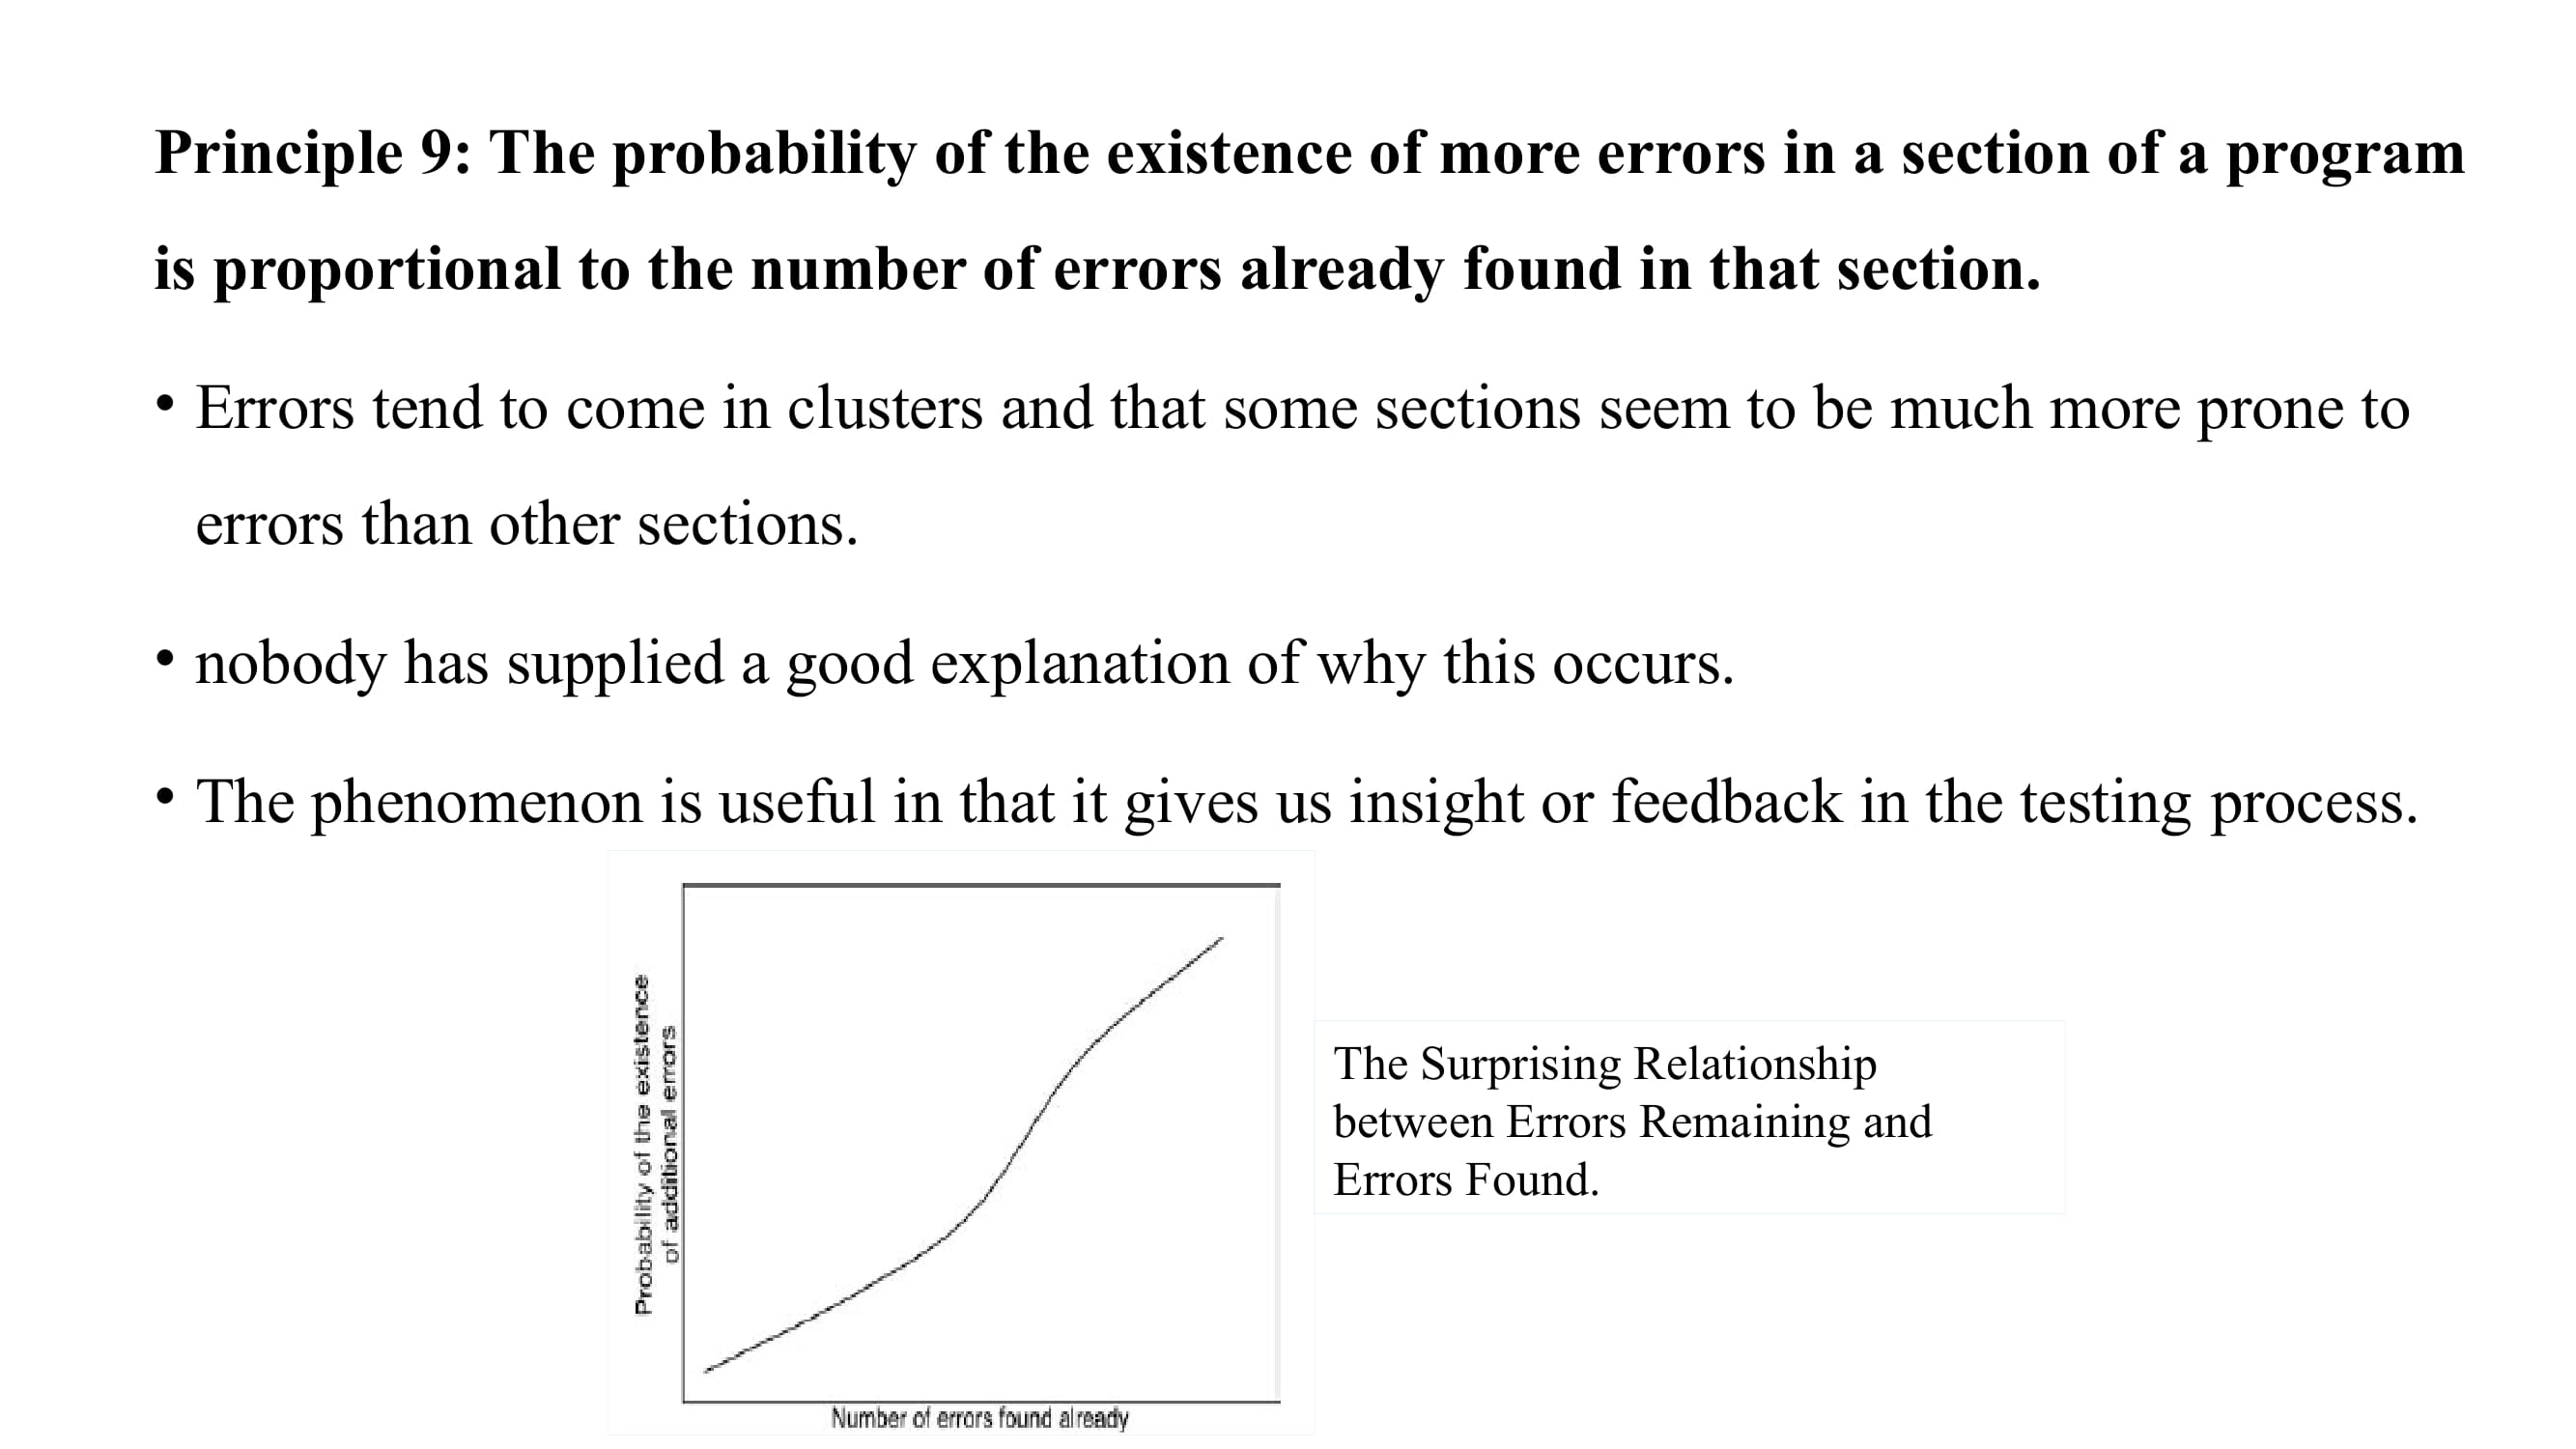 Principle 9: The probability of the existence of more errors in a section of a program
is proportional to the number of errors already found in that section.
• Errors tend to come in clusters and that some sections seem to be much more prone to
errors than other sections.
• nobody has supplied a good explanation of why this occurs.
• The phenomenon is useful in that it gives us insight or feedback in the testing process.
Probability of the existence
of additional errors
Number of errors found already
The Surprising Relationship
between Errors Remaining and
Errors Found.